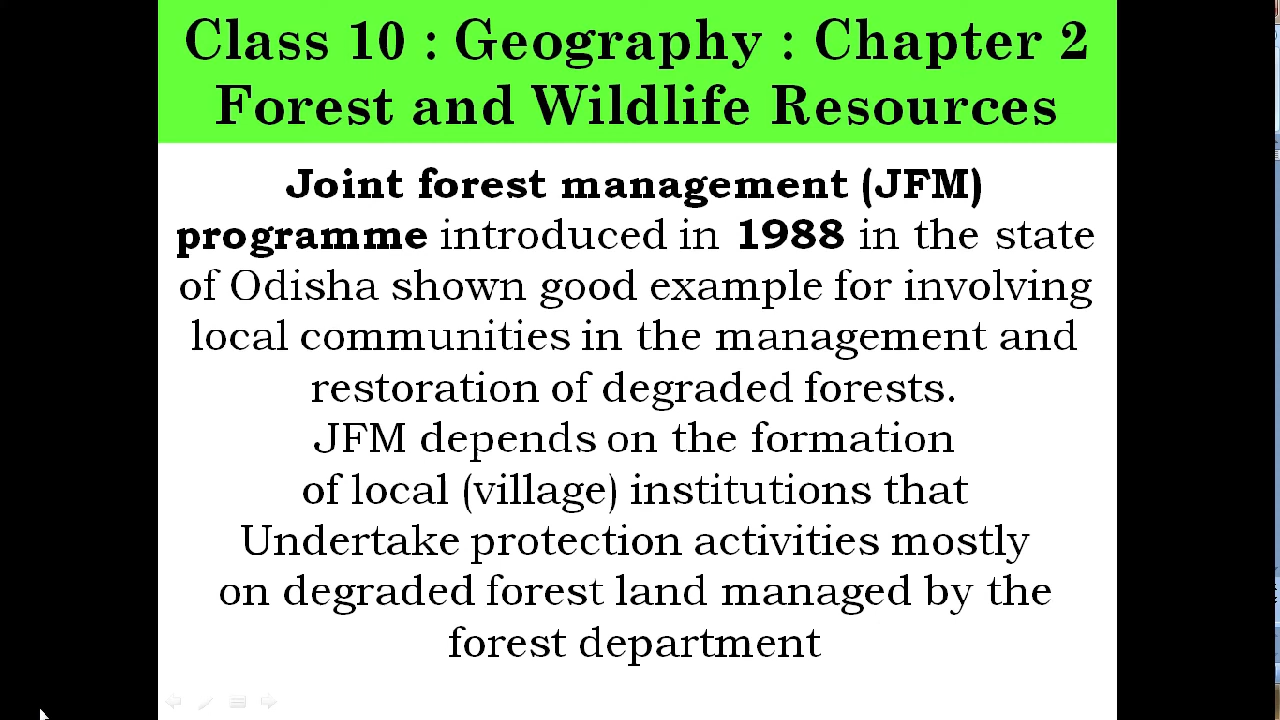 Class 10 : Geography : Chapter 2
Forest and Wildlife Resources
Joint forest management (JFM)
programme introduced in 1988 in the state
of Odisha shown good example for involving
local communities in the management and
restoration of degraded forests.
JFM depends on the formation
of local (village) institutions that
Undertake protection activities mostly
on degraded forest land managed by the
forest department